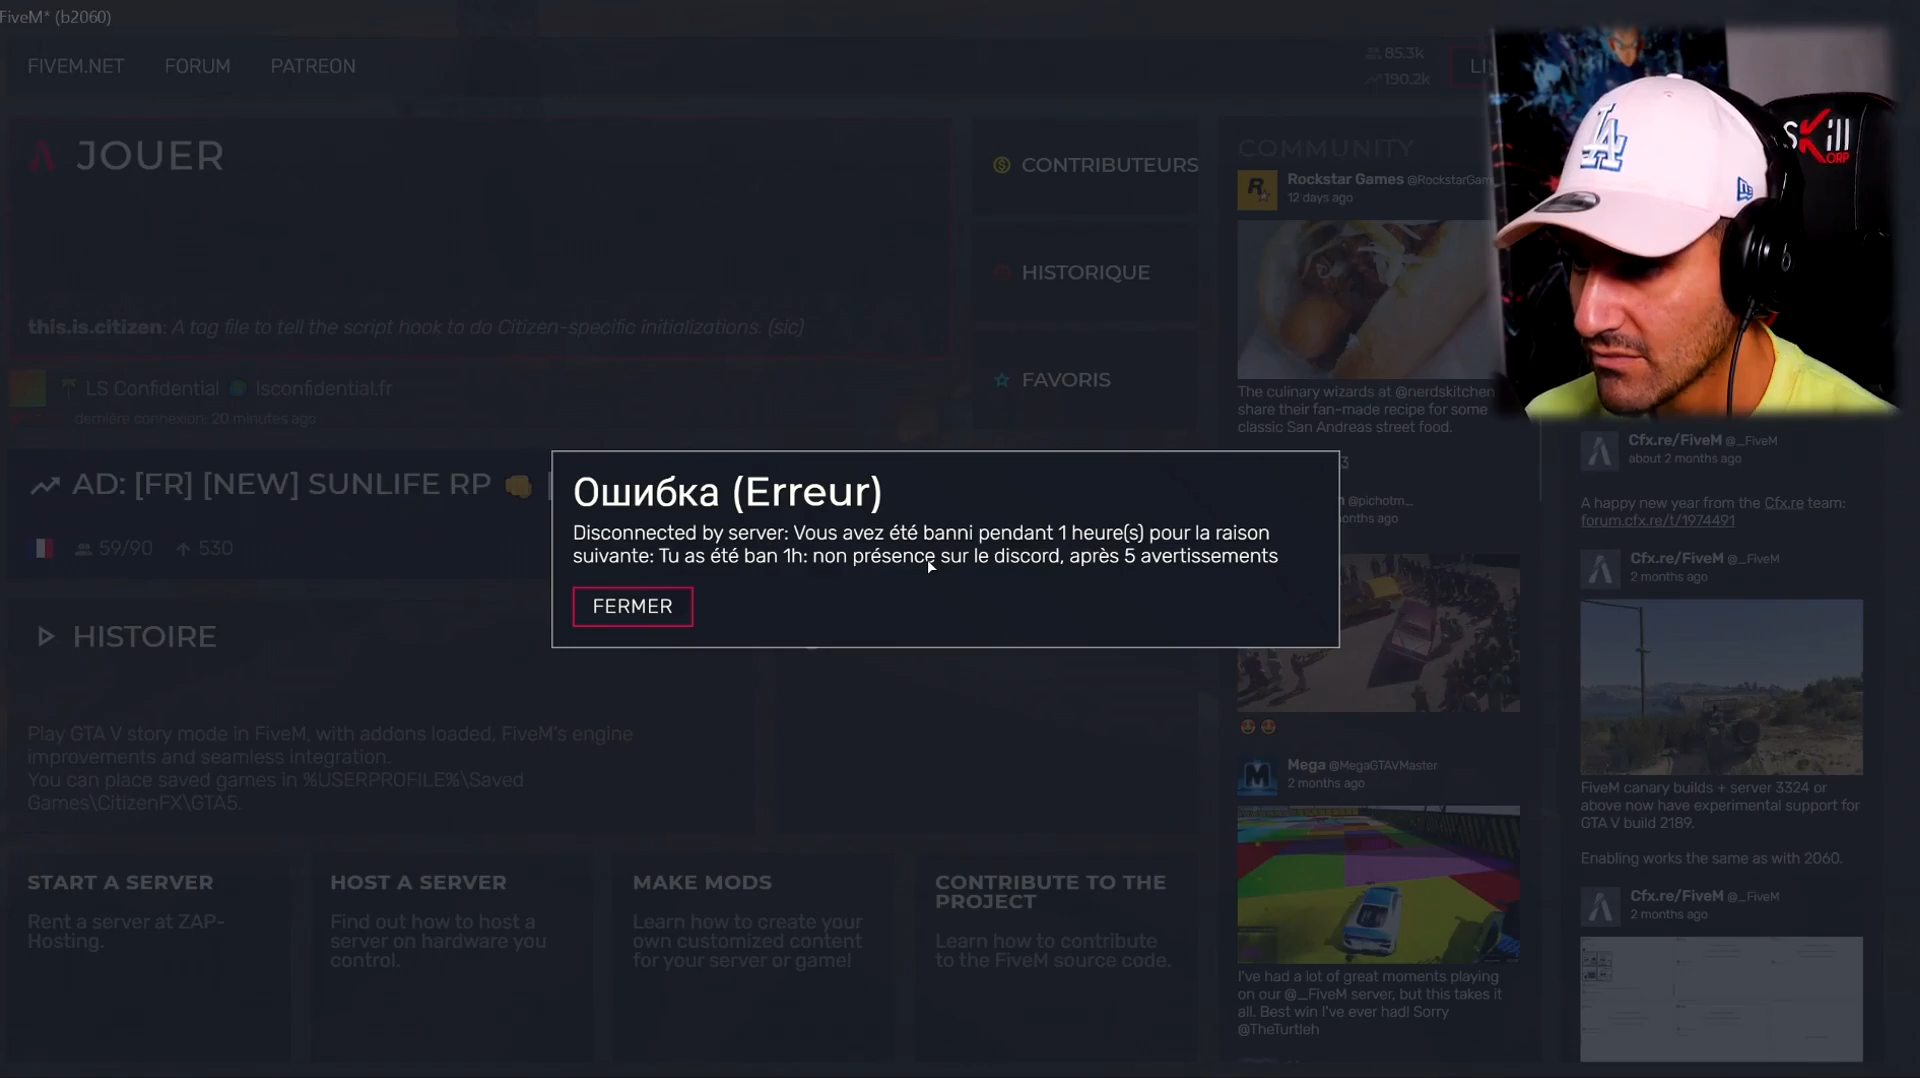 FiveM* (b2060)
FIVEM.NET
FORUM
PATREON
85.3k
190.2k
JOUER
this.is.citizen: A tag file to tell the script hook to do Citizen-specific initializations. (sic)
LS Confidential
lsconfidential.fr
dernière connexion: 20 minutes ago
CONTRIBUTEURS
HISTORIQUE
FAVORIS
AD: [FR] [NEW] SUNLIFE RP
59/90
530
Ошибка (Erreur)
Disconnected by server: Vous avez été banni pendant 1 heure(s) pour la raison
suivante: Tu as été ban 1h: non présence sur le discord, après 5 avertissements
FERMER
HISTOIRE
Play GTA V story mode in FiveM, with addons loaded, FiveM's engine
improvements and seamless integration.
You can place saved games in %USERPROFILE%\Saved
Games\CitizenFX\GTA5.
START A SERVER
Rent a server at ZAP-
Hosting.
HOST A SERVER
Find out how to host a
server on hardware you
control.
MAKE MODS
Learn how to create your
own customized content
for your server or game!
CONTRIBUTE TO THE
PROJECT
Learn how to contribute
to the FiveM source code.
COMMUNITY
Rockstar Games @RockstarGam
12 days ago
The culinary wizards at @nerdskitchen
share their fan-made recipe for some
classic San Andreas street food.
@pichotm_
Mega @MegaGTAVMaster
2 months ago
I've had a lot of great moments playing
on our @_FiveM server, but this takes it
all. Best win I've ever had! Sorry
@TheTurtleh
LA
SKill
KORP
Cfx.re/FiveM @_FiveM
about 2 months ago
A happy new year from the Cfx.re team:
forum.cfx.re/t/1974491
Cfx.re/FiveM @_FiveM
2 months ago
FiveM canary builds + server 3324 or
above now have experimental support for
GTA V build 2189.
Enabling works the same as with 2060.
Cfx.re/FiveM @_FiveM
2 months ago